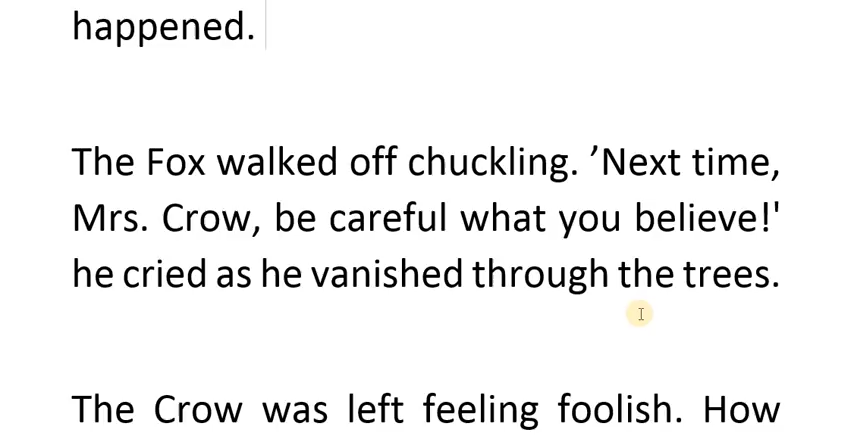 happened.
The Fox walked off chuckling. ’Next time,
Mrs. Crow, be careful what you believe!'
he cried as he vanished through the trees.
The Crow was left feeling foolish. How